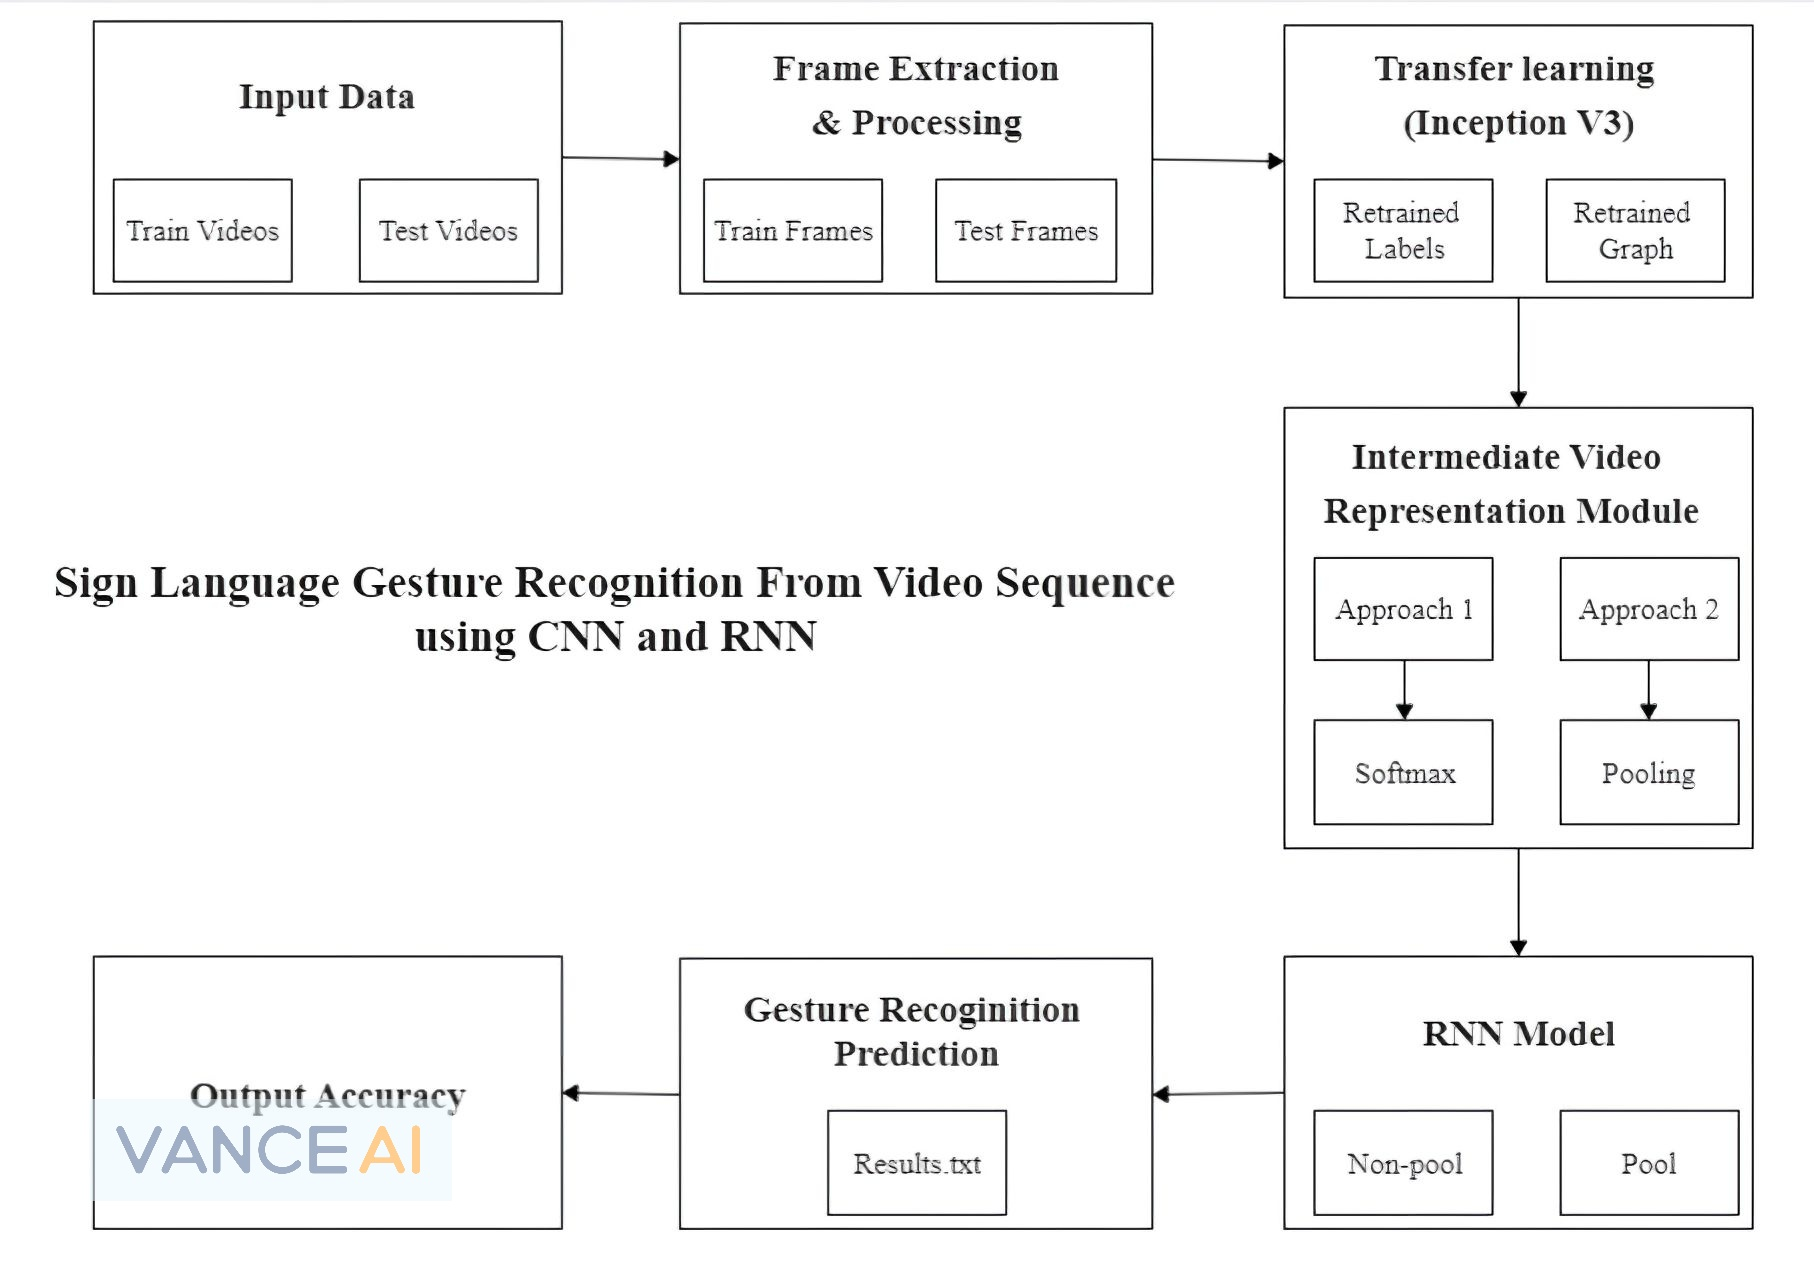 Input Data
Train Videos
Test Videos
Frame Extraction
& Processing
Train Frames
Test Frames
Transfer learning
(Inception V3)
Retrained
Labels
Retrained
Graph
Intermediate Video
Representation Module
Approach 1
Approach 2
Softmax
Pooling
Sign Language Gesture Recognition From Video Sequence
using CNN and RNN
RNN Model
Non-pool
Pool
Gesture Recoginition
Prediction
Results.txt
Output Accuracy
VANCE AI